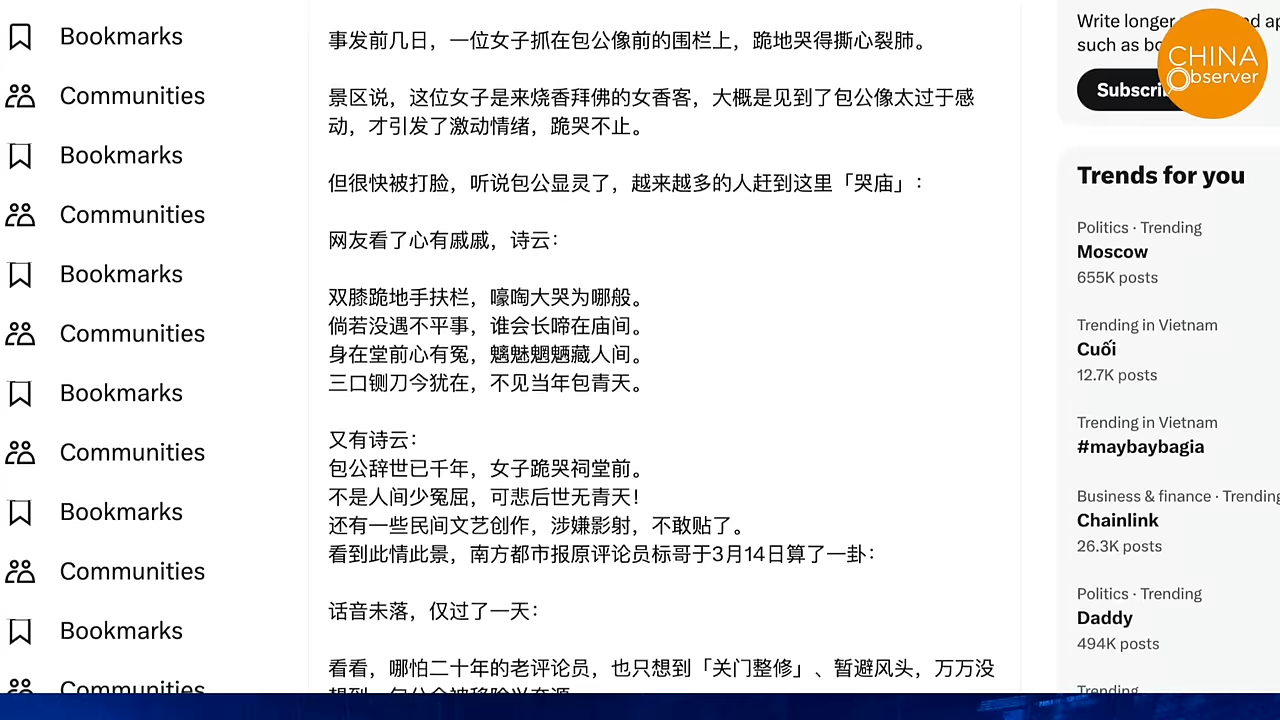 Bookmarks
Communities
Bookmarks
Communities
Bookmarks
Communities
Bookmarks
Communities
Bookmarks
Communities
Bookmarks
Communities
事发前几日，一位女子抓在包公像前的围栏上，跪地哭得撕心裂肺。
景区说，这位女子是来烧香拜佛的女香客，大概是见到了包公像太过于感
动，才引发了激动情绪，跪哭不止。
但很快被打脸，听说包公显灵了，越来越多的人赶到这里「哭庙」：
网友看了心有戚戚，诗云：
双膝跪地手扶栏，嚎啕大哭为哪般。
倘若没遇不平事，谁会长啼在庙间。
身在堂前心有冤，魑魅魍魉藏人间。
三口铡刀今犹在，不见当年包青天。
又有诗云：
包公辞世已千年，女子跪哭祠堂前。
不是人间少冤屈，可悲后世无青天！
还有一些民间文艺创作，涉嫌影射，不敢贴了。
看到此情此景，南方都市报原评论员标哥于3月14日算了一卦：
话音未落，仅过了一天：
看看，哪怕二十年的老评论员，也只想到「关门整修」、暂避风头，万万没
Write longer
such as
Subscri
CHINA
Observer
Trends for you
Politics · Trending
Moscow
655K posts
Trending in Vietnam
Cuối
12.7K posts
Trending in Vietnam
#maybaybagia
Business & finance · Trending
Chainlink
26.3K posts
Politics · Trending
Daddy
494K posts
Trending